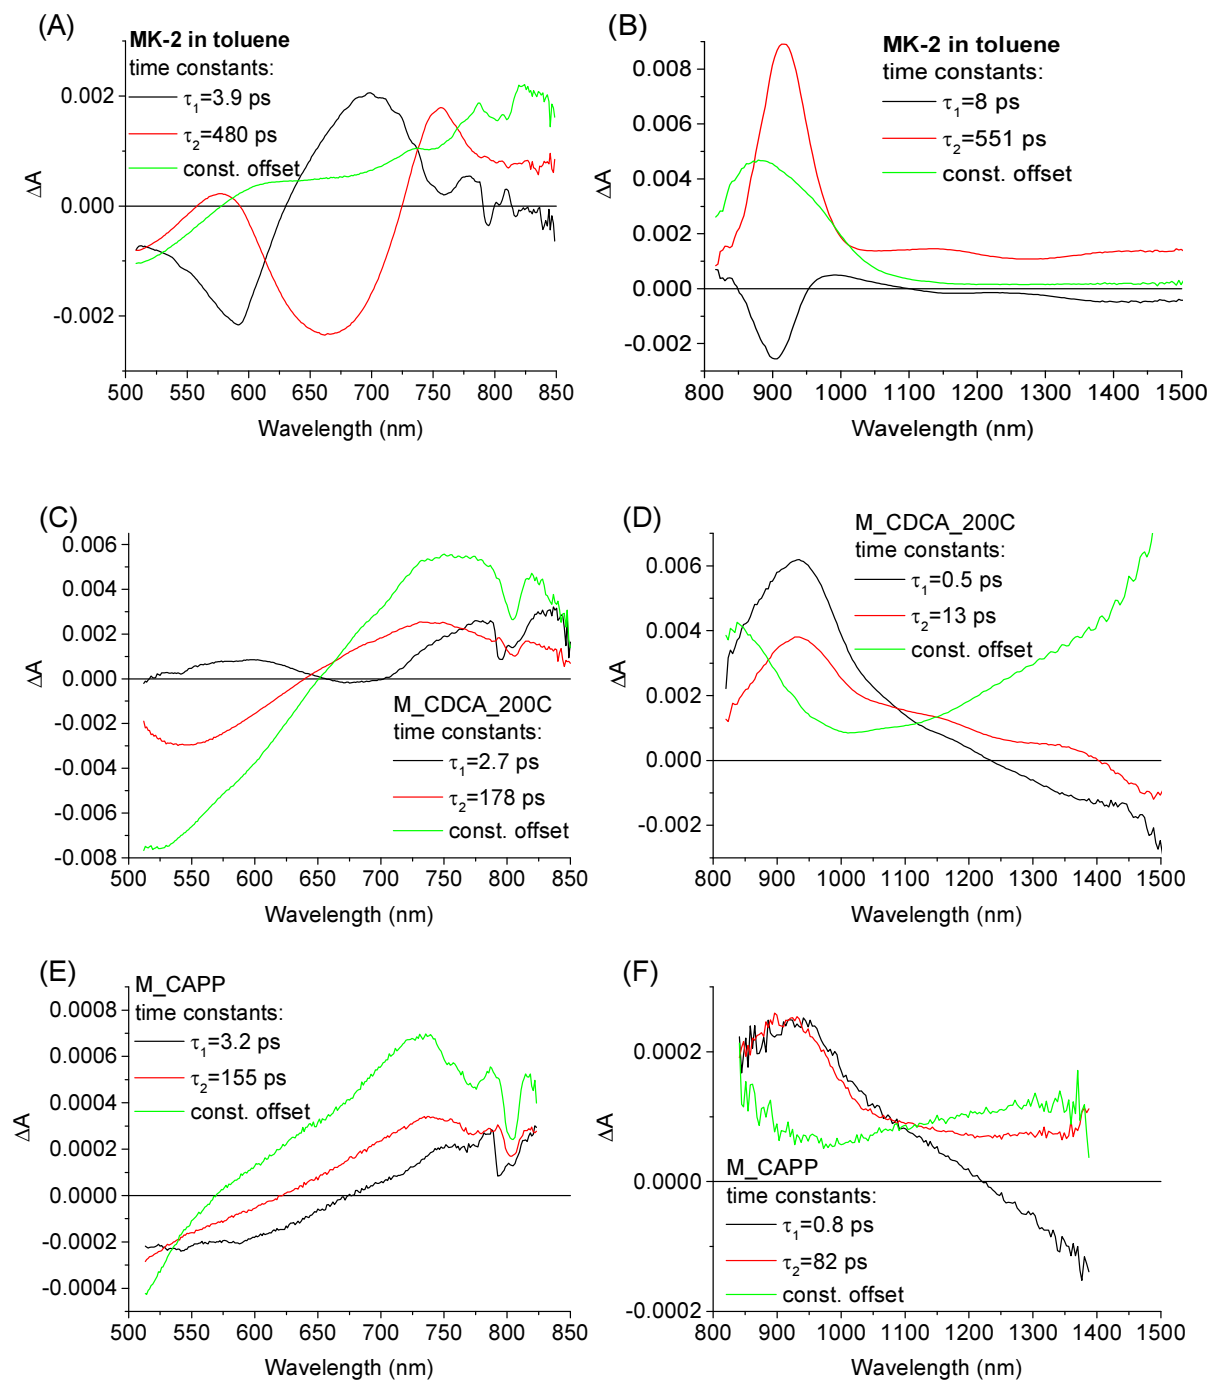 (A)
MK-2 in toluene
time constants:
τ1=3.9 ps
τ2=480 ps
const. offset
0.002
0.000
-0.002
ΔA
500 550 600 650 700 750 800 850
Wavelength (nm)
(B)
MK-2 in toluene
time constants:
τ1=8 ps
τ2=551 ps
const. offset
0.008
0.006
0.004
0.002
0.000
-0.002
ΔA
800 900 1000 1100 1200 1300 1400 1500
Wavelength (nm)
(C)
0.006
0.004
0.002
0.000
-0.002
-0.004
-0.006
-0.008
ΔA
M_CDCA_200C
time constants:
τ1=2.7 ps
τ2=178 ps
const. offset
500 550 600 650 700 750 800 850
Wavelength (nm)
(D)
M_CDCA_200C
time constants:
τ1=0.5 ps
τ2=13 ps
const. offset
0.006
0.004
0.002
0.000
-0.002
ΔA
800 900 1000 1100 1200 1300 1400 1500
Wavelength (nm)
(E)
M_CAPP
time constants:
τ1=3.2 ps
τ2=155 ps
const. offset
0.0008
0.0006
0.0004
0.0002
0.0000
-0.0002
-0.0004
ΔA
500 550 600 650 700 750 800 850
Wavelength (nm)
(F)
0.0002
0.0000
-0.0002
ΔA
M_CAPP
time constants:
τ1=0.8 ps
τ2=82 ps
const. offset
800 900 1000 1100 1200 1300 1400 1500
Wavelength (nm)